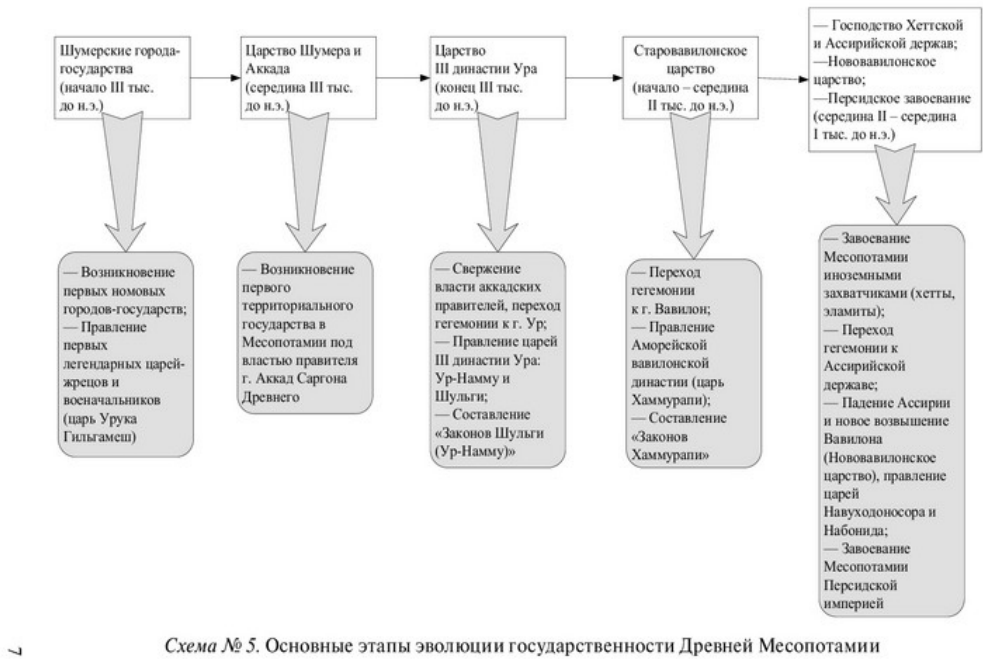 Шумерские города-
государства
(начало III тыс.
до н.э.)
Царство Шумера и
Аккада
(середина III тыс.
до н.э.)
Царство
III династии Ура
(конец III тыс.
до н.э.)
Старовавилонское
царство
(начало – середина
II тыс. до н.э.)
— Господство Хеттской
и Ассирийской держав;
—Нововавилонское
царство;
—Персидское завоевание
(середина II – середина
I тыс. до н.э.)
— Возникновение
первых номовых
городов-государств;
— Правление
первых
легендарных царей-
жрецов и
военачальников
(царь Урука
Гильгамеш)
— Возникновение
первого
территориального
государства в
Месопотамии под
властью правителя
г. Аккад Саргона
Древнего
— Свержение
власти аккадских
правителей, переход
гегемонии к г. Ур;
— Правление царей
III династии Ура:
Ур-Намму и
Шульги;
— Составление
«Законов Шульги
(Ур-Намму)»
— Переход
гегемонии
к г. Вавилон;
— Правление
Аморейской
вавилонской
династии (царь
Хаммурапи);
— Составление
«Законов
Хаммурапи»
— Завоевание
Месопотамии
иноземными
захватчиками (хетты,
эламиты);
— Переход
гегемонии к
Ассирийской
державе;
— Падение Ассирии
и новое возвышение
Вавилона
(Нововавилонское
царство), правление
царей
Навуходоносора и
Набонида;
— Завоевание
Месопотамии
Персидской
империей
7
Схема № 5. Основные этапы эволюции государственности Древней Месопотамии